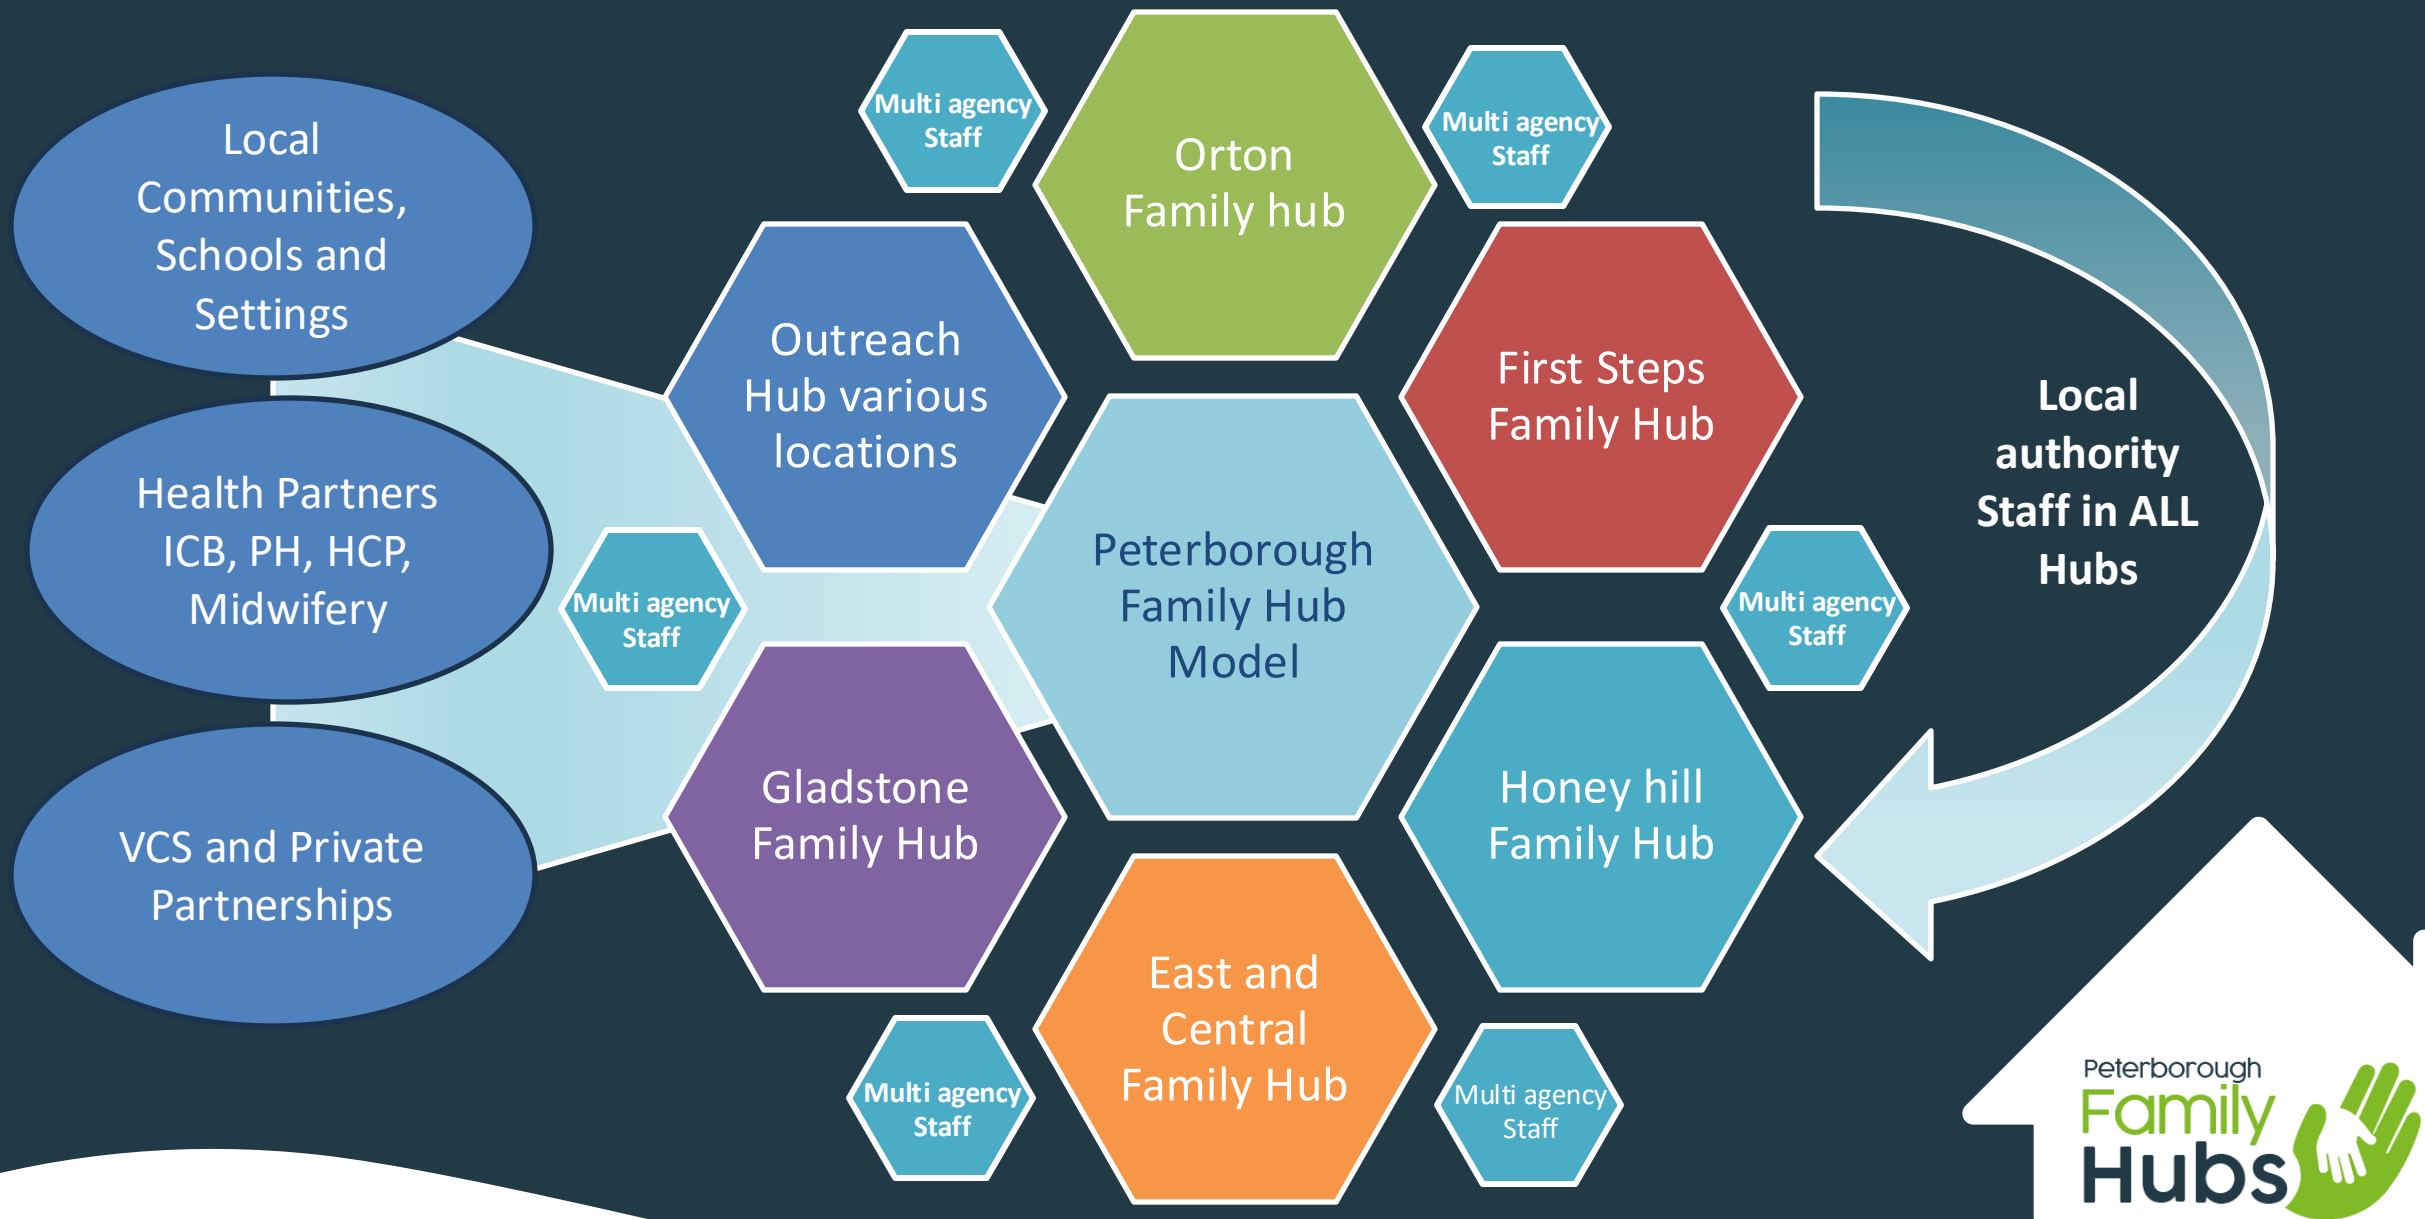 Local
Communities,
Schools and
Settings
Health Partners
ICB, PH, HCP,
Midwifery
VCS and Private
Partnerships
Multi agency
Staff
Orton
Family hub
Multi agency
Staff
Outreach
Hub various
locations
First Steps
Family Hub
Multi agency
Staff
Peterborough
Family Hub
Model
Multi agency
Staff
Gladstone
Family Hub
Honey hill
Family Hub
Multi agency
Staff
East and
Central
Family Hub
Multi agency
Staff
Local
authority
Staff in ALL
Hubs
Peterborough
Family
Hubs